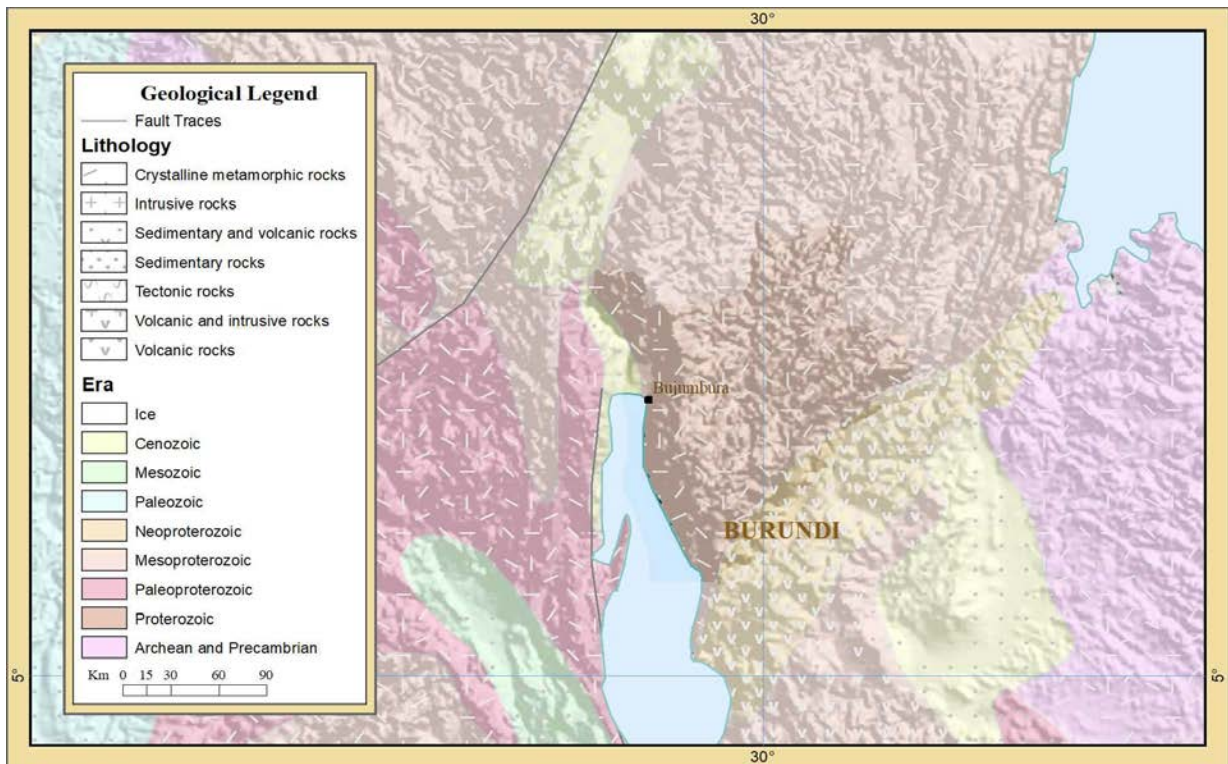 30°
Geological Legend
Fault Traces
Lithology
Crystalline metamorphic rocks
Intrusive rocks
Sedimentary and volcanic rocks
Sedimentary rocks
Tectonic rocks
Volcanic and intrusive rocks
Volcanic rocks
Era
Ice
Cenozoic
Mesozoic
Paleozoic
Neoproterozoic
Mesoproterozoic
Paleoproterozoic
Proterozoic
Archean and Precambrian
Km 0 15 30 60 90
Bujumbura
BURUNDI
5°
5°
30°